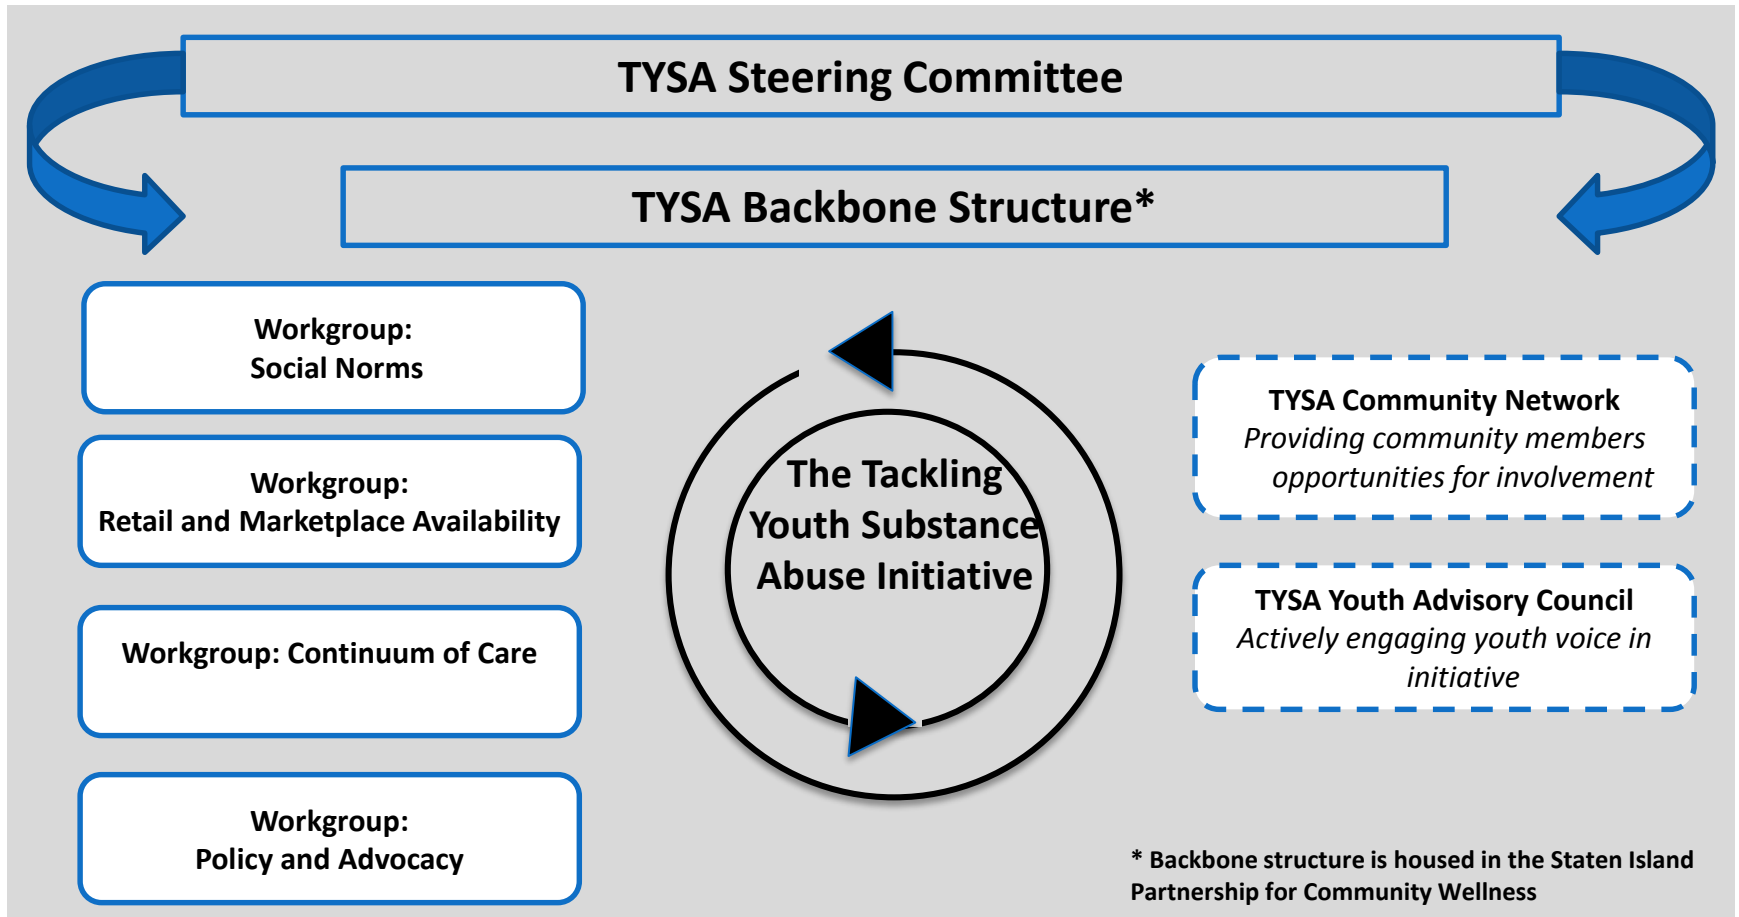 TYSA Steering Committee
TYSA Backbone Structure*
Workgroup:
Social Norms
Workgroup:
Retail and Marketplace Availability
Workgroup: Continuum of Care
Workgroup:
Policy and Advocacy
The Tackling
Youth Substance
Abuse Initiative
TYSA Community Network
Providing community members
opportunities for involvement
TYSA Youth Advisory Council
Actively engaging youth voice in
initiative
* Backbone structure is housed in the Staten Island
Partnership for Community Wellness